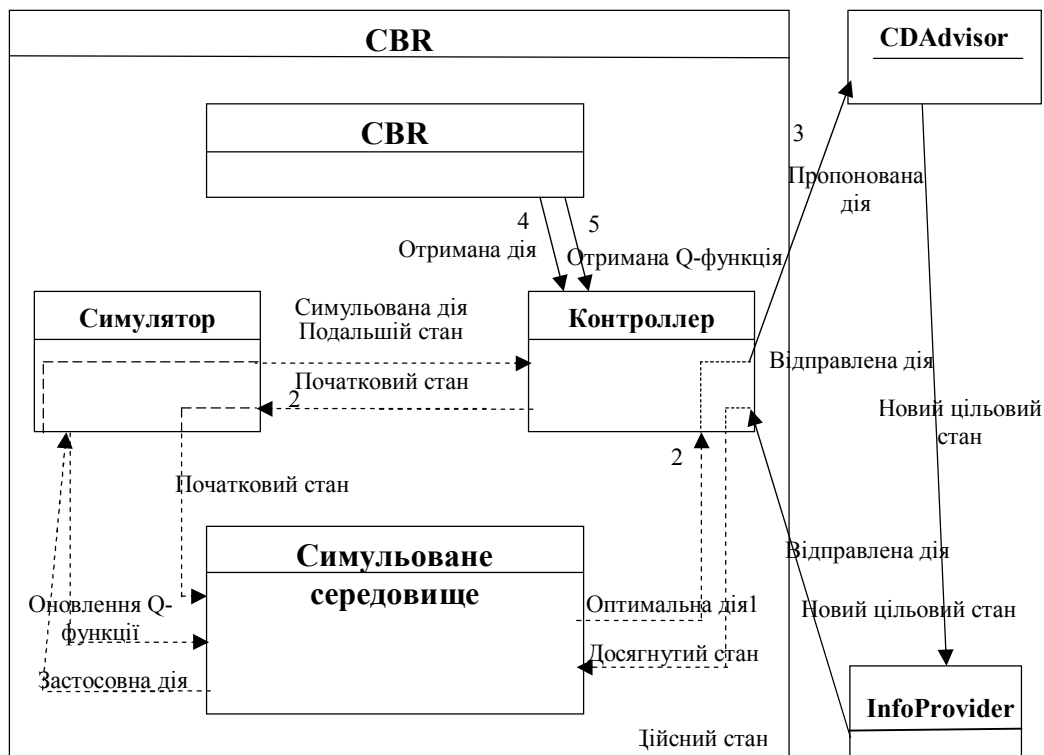 CBR
CDAdvisor
CBR
3
Пропонована
дія
4
5
Отримана дія
Отримана Q-функція
Симулятор
Симульована дія
Подальшій стан
Контроллер
Відправлена дія
Початковий стан
2
Новий цільовий
стан
2
Початковий стан
Симульоване
середовище
Відправлена дія
Оновлення Q-
функції
Оптимальна дія1
Новий цільовий стан
Досягнутий стан
Застосовна дія
InfoProvider
Дійсний стан